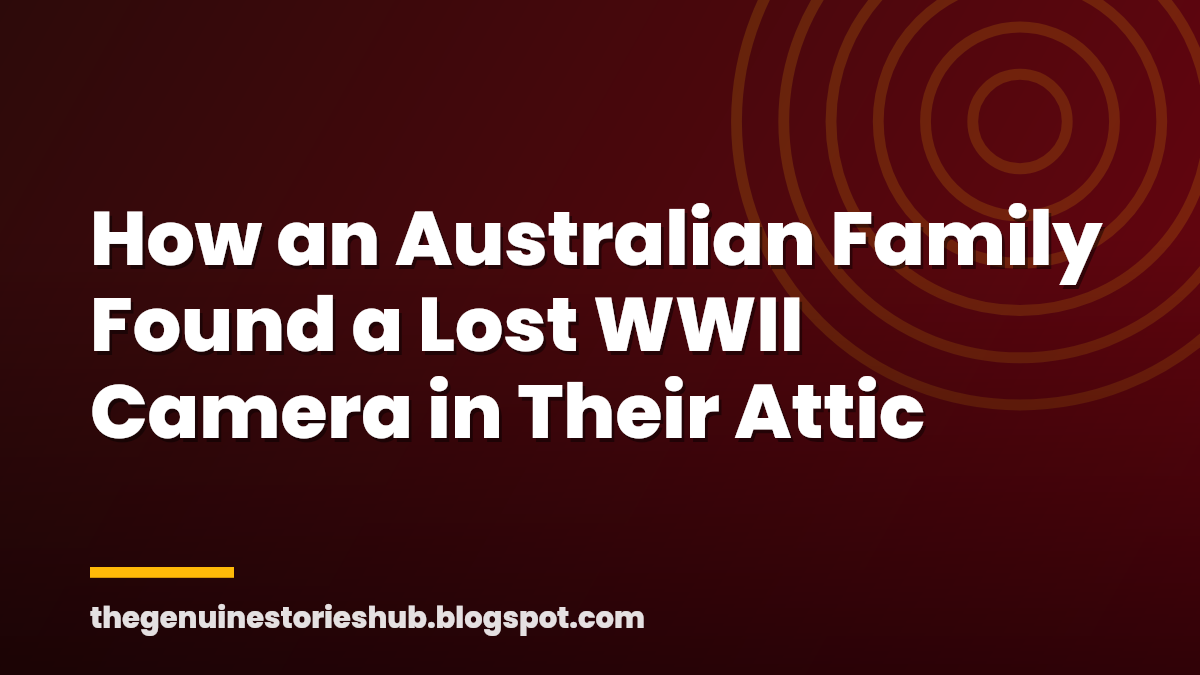 How an Australian Family
Found a Lost WWII
Camera in Their Attic
thegenuinestorieshub.blogspot.com